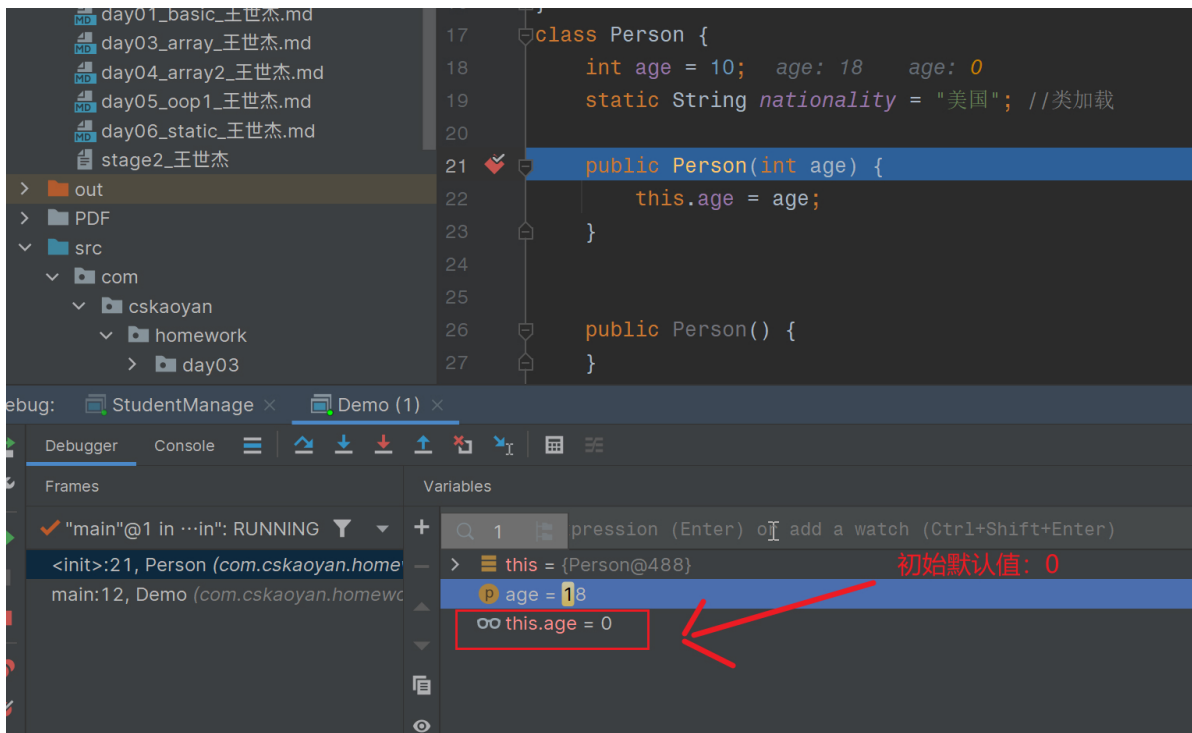 day01_basic_王世杰.md
day03_array_王世杰.md
day04_array2_王世杰.md
day05_oop1_王世杰.md
day06_static_王世杰.md
stage2_王世杰
out
PDF
src
com
cskaoyan
homework
day03
17 class Person {
18 int age = 10; age: 18 age: 0
19 static String nationality = "美国"; //类加载
20
21 public Person(int age) {
22 this.age = age;
23 }
24
25
26 public Person() {
27 }
ebug: StudentManage × Demo (1) ×
Debugger Console
Frames
Variables
"main"@1 in …in": RUNNING
1 pression (Enter) or add a watch (Ctrl+Shift+Enter)
<init>:21, Person (com.cskaoyan.home
main:12, Demo (com.cskaoyan.homewo
this = {Person@488}
初始默认值：0
p age = 18
this.age = 0